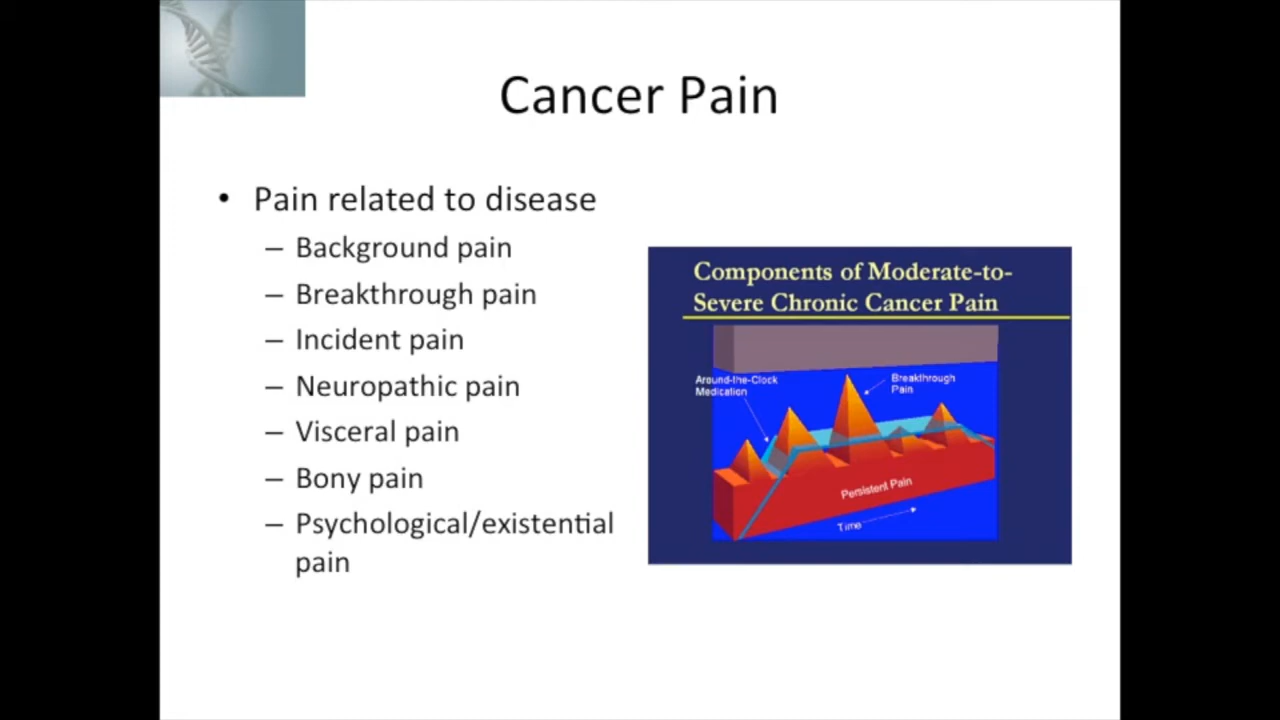 Cancer Pain
• Pain related to disease
– Background pain
– Breakthrough pain
– Incident pain
– Neuropathic pain
– Visceral pain
– Bony pain
– Psychological/existential
pain
Components of Moderate-to-
Severe Chronic Cancer Pain
Around-the-Clock
Medication
Breakthrough
Pain
Persistent Pain
Time